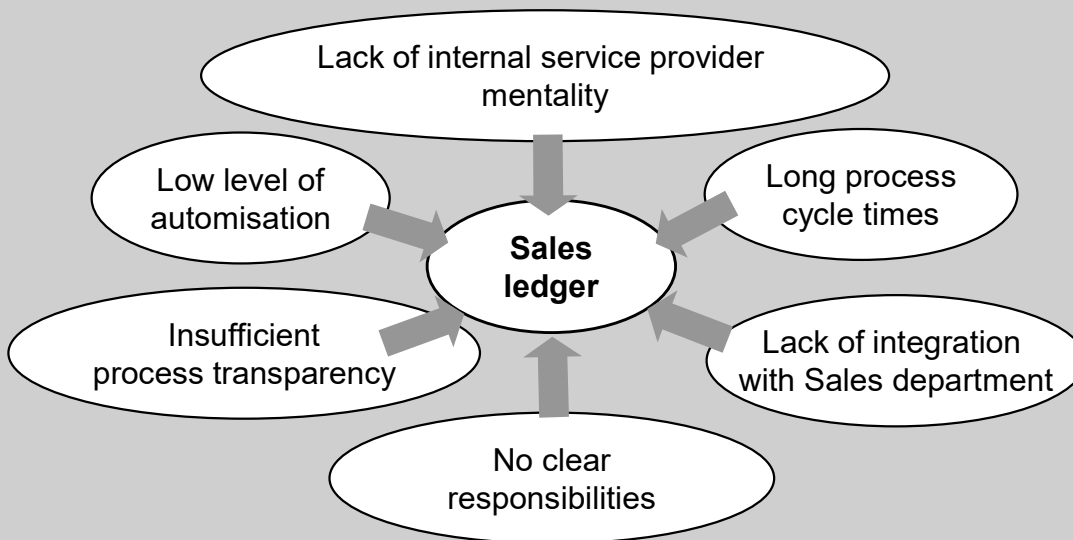 Lack of internal service provider
mentality
Low level of
automisation
Long process
cycle times
Sales
ledger
Insufficient
process transparency
Lack of integration
with Sales department
No clear
responsibilities